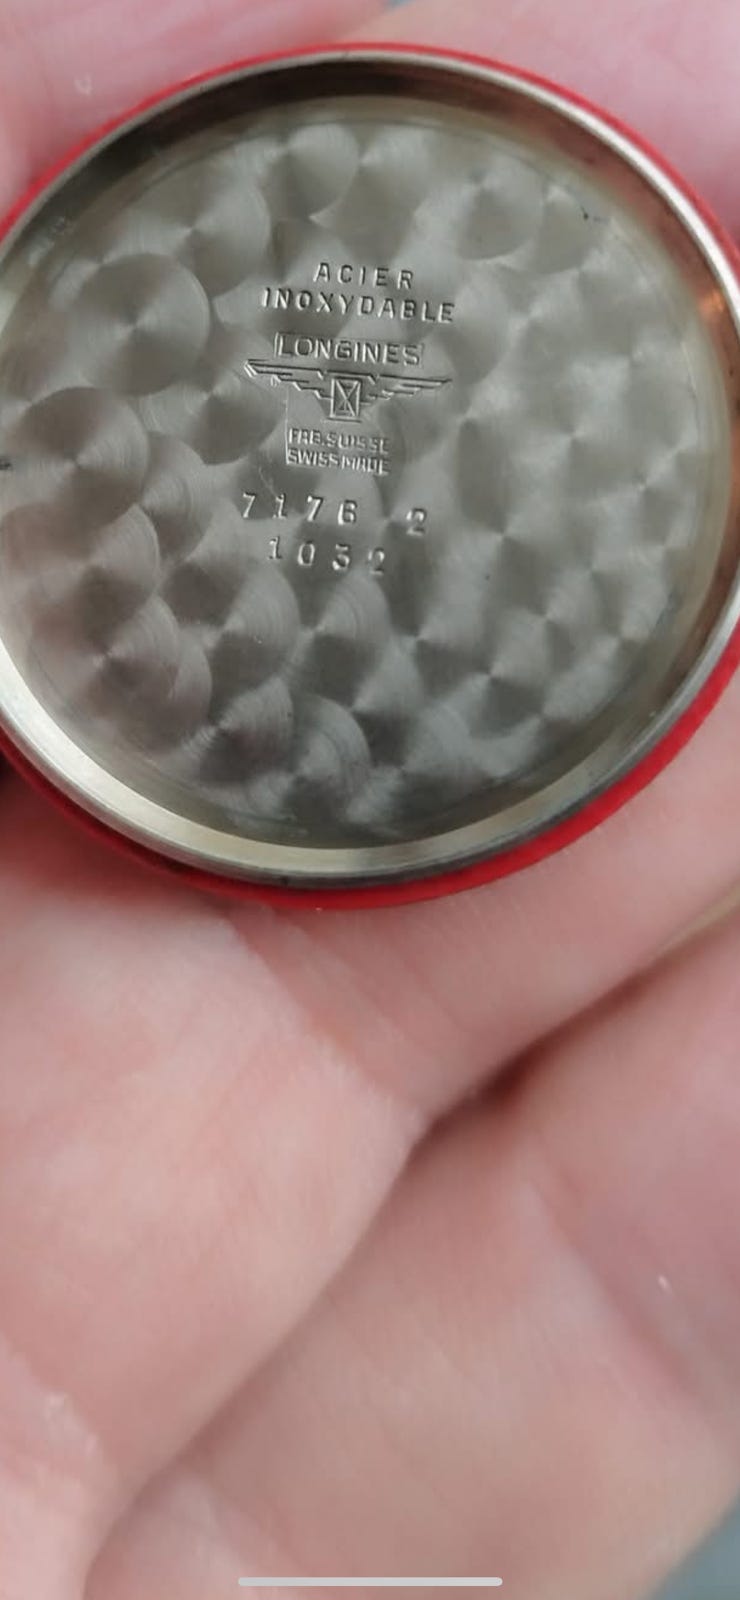 ACIER
INOXYDABLE
LONGINES
FAB.SUISSE
SWISS MADE
7176 2
1032